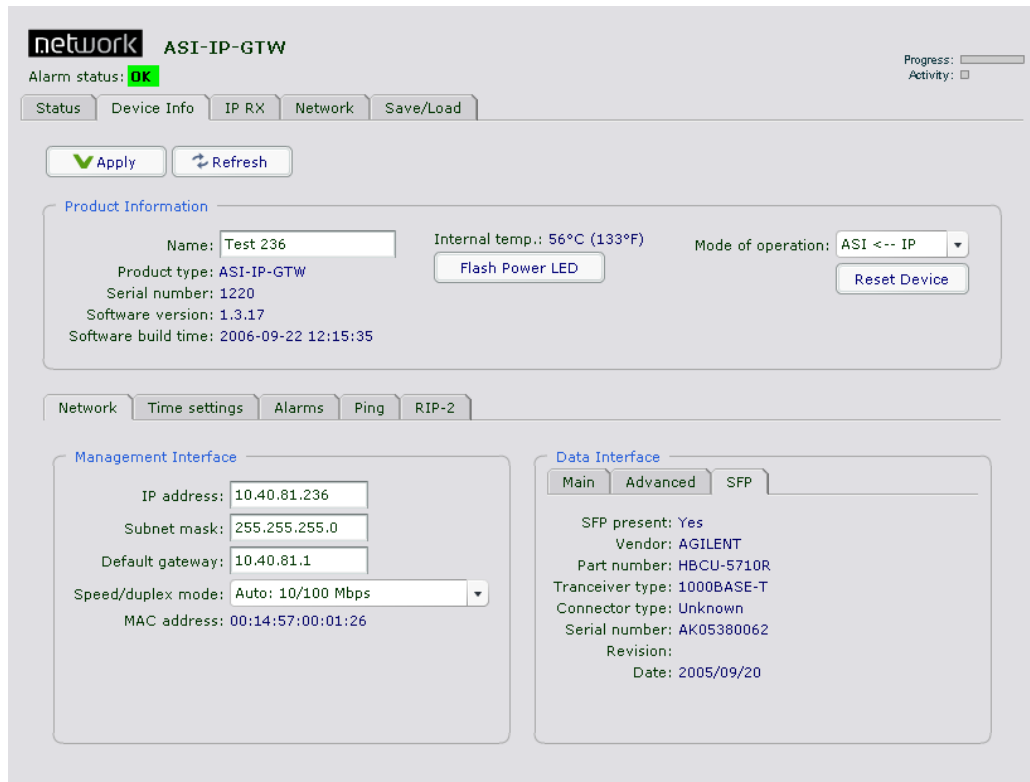 network ASI-IP-GTW
Progress:
Alarm status: OK
Activity:
Status Device Info IP RX Network Save/Load
Apply Refresh
Product Information
Name: Test 236
Product type: ASI-IP-GTW
Serial number: 1220
Software version: 1.3.17
Software build time: 2006-09-22 12:15:35
Internal temp.: 56°C (133°F)
Flash Power LED
Mode of operation: ASI <-- IP
Reset Device
Network Time settings Alarms Ping RIP-2
Management Interface
IP address: 10.40.81.236
Subnet mask: 255.255.255.0
Default gateway: 10.40.81.1
Speed/duplex mode: Auto: 10/100 Mbps
MAC address: 00:14:57:00:01:26
Data Interface
Main Advanced SFP
SFP present: Yes
Vendor: AGILENT
Part number: HBCU-5710R
Tranceiver type: 1000BASE-T
Connector type: Unknown
Serial number: AK05380062
Revision:
Date: 2005/09/20